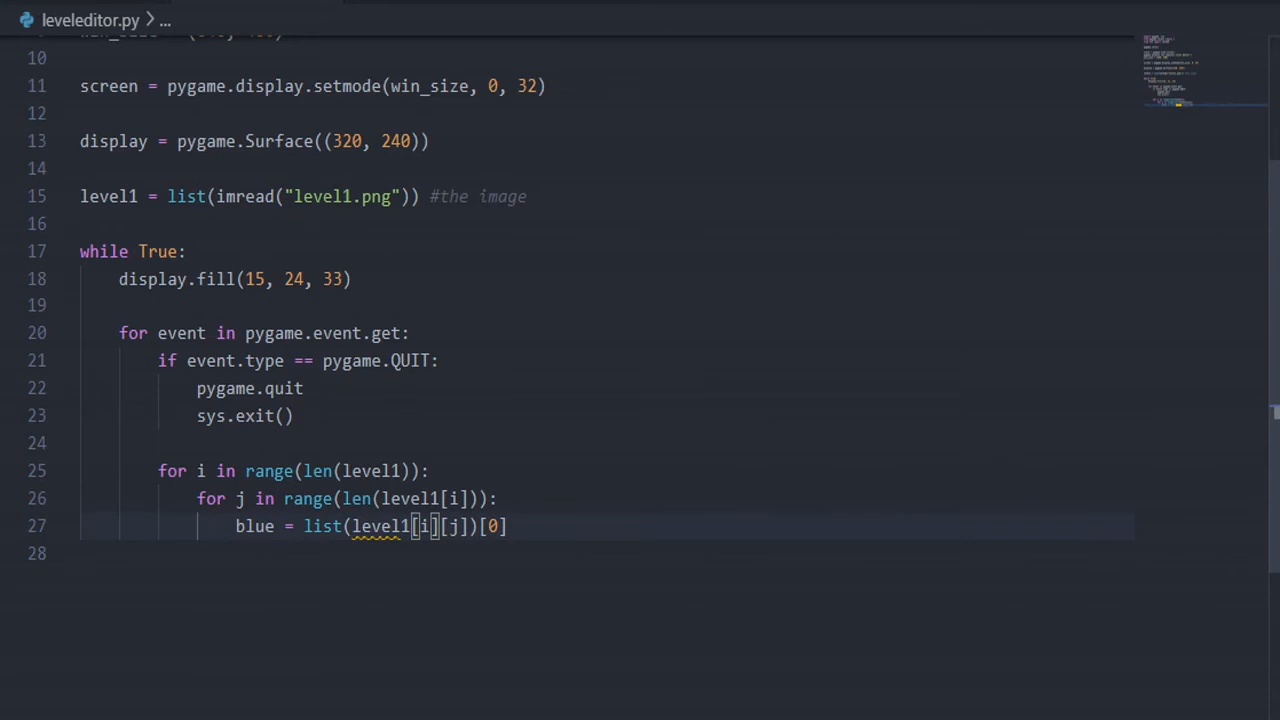 leveleditor.py > ...
10
11 screen = pygame.display.setmode(win_size, 0, 32)
12
13 display = pygame.Surface((320, 240))
14
15 level1 = list(imread("level1.png")) #the image
16
17 while True:
18 display.fill(15, 24, 33)
19
20 for event in pygame.event.get:
21 if event.type == pygame.QUIT:
22 pygame.quit
23 sys.exit()
24
25 for i in range(len(level1)):
26 for j in range(len(level1[i])):
27 blue = list(level1[i][j])[0]
28